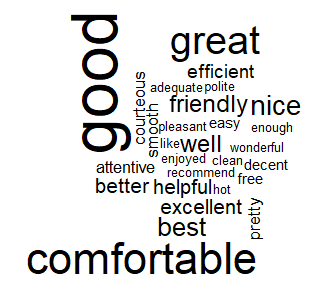 good
great
efficient
adequate polite
courteous
friendly nice
smooth
pleasant easy enough
like well wonderful
enjoyed clean decent
attentive recommend
better helpful hot free
excellent
pretty
best
comfortable